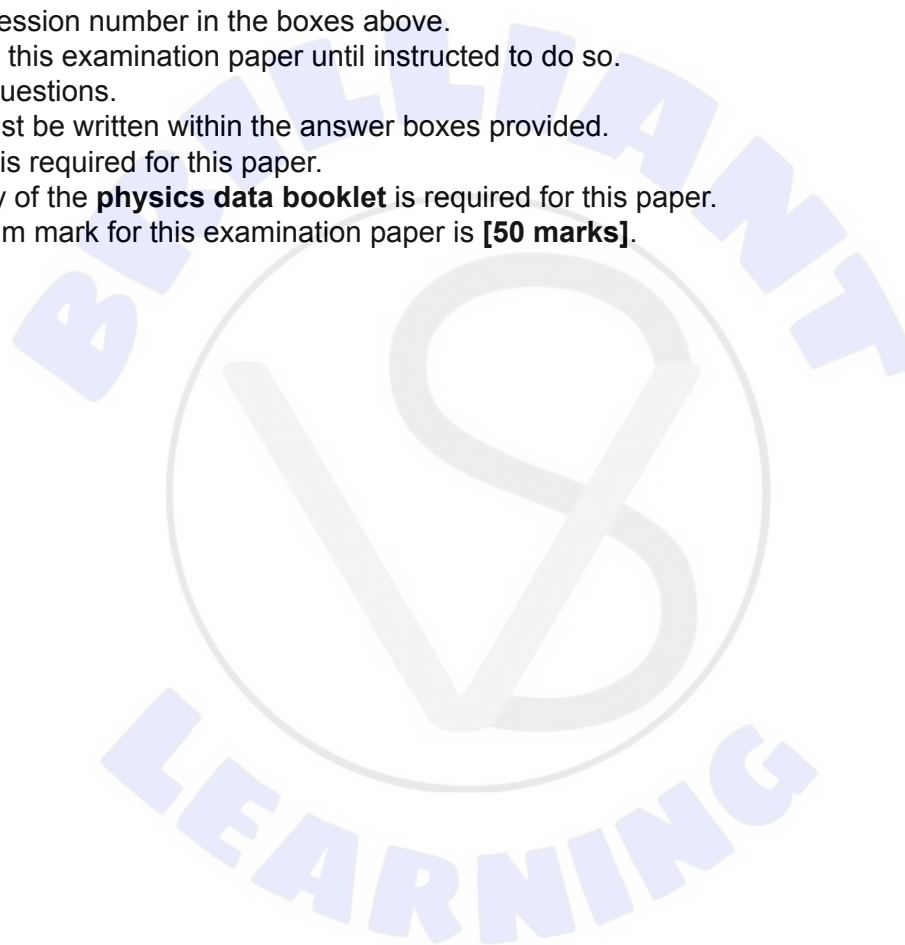 ession number in the boxes above.
this examination paper until instructed to do so.
uestions.
st be written within the answer boxes provided.
is required for this paper.
y of the physics data booklet is required for this paper.
m mark for this examination paper is [50 marks].
BRILLIANT
VS
LEARNING